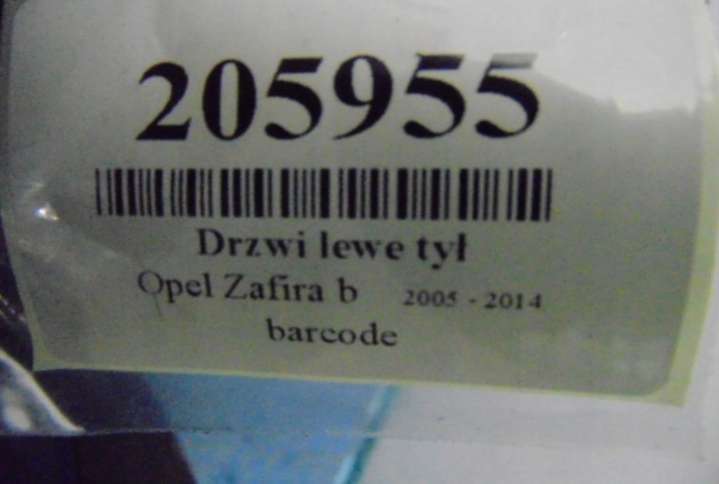 205955
Drzwi lewe tył
Opel Zafira b 2005 - 2014
barcode